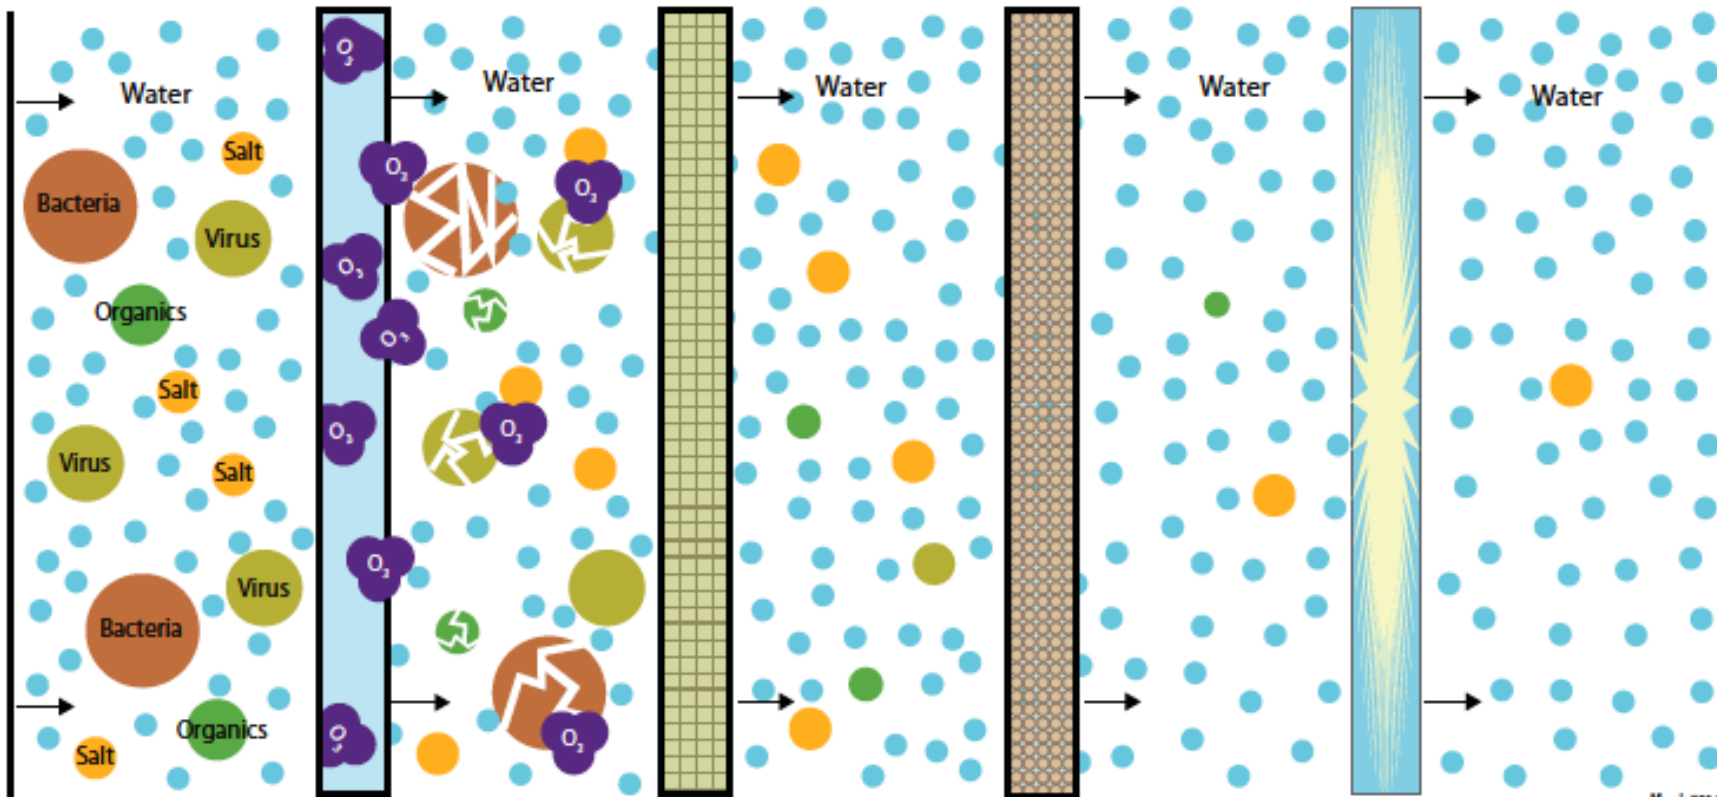 Water
Salt
Bacteria
Virus
Organics
Salt
Virus
Salt
Virus
Bacteria
Organics
Salt
O₃
O₃
O₃
O₃
O₃
O₃
O₃
Water
O₃
O₃
O₃
Water
Water
Water